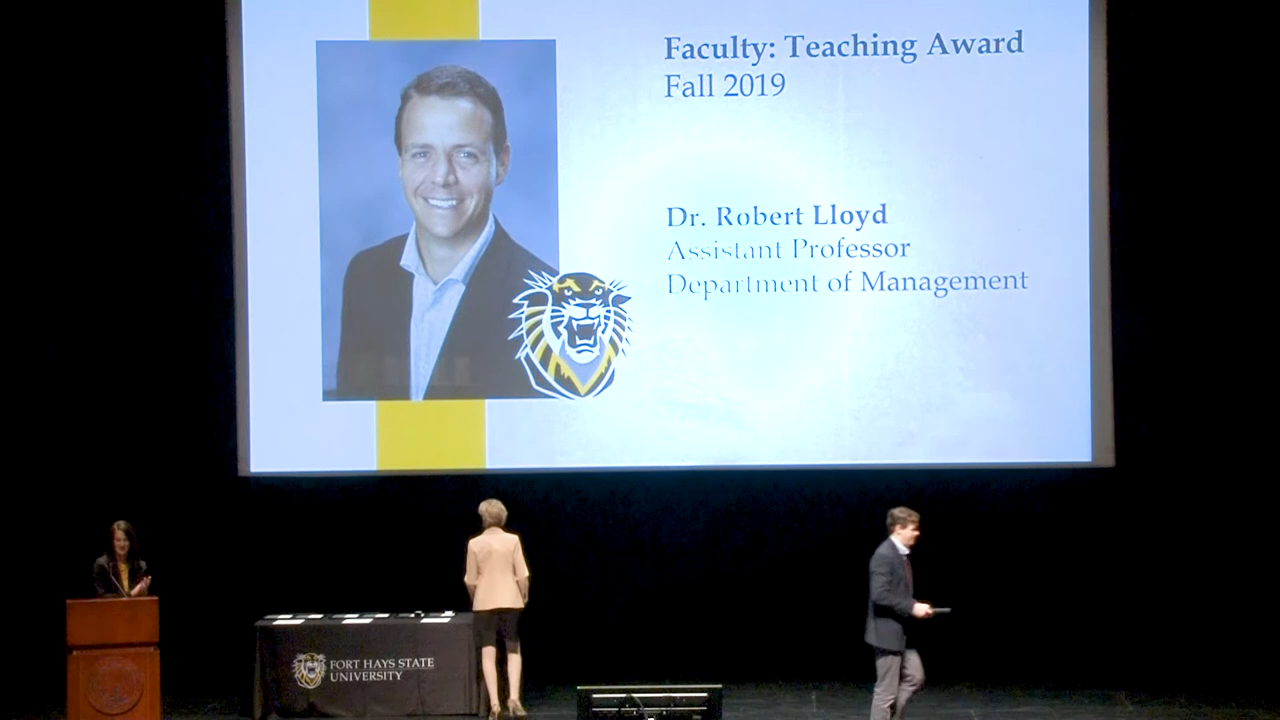 Faculty: Teaching Award
Fall 2019
Dr. Robert Lloyd
Assistant Professor
Department of Management
FORT HAYS STATE
UNIVERSITY